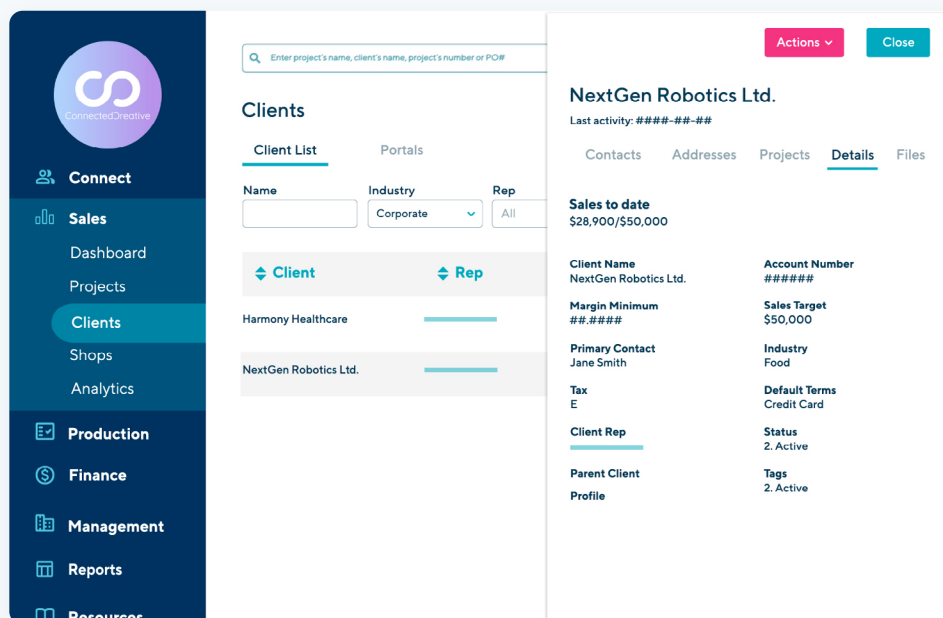 ConnectedCreative
Connect
Sales
Dashboard
Projects
Clients
Shops
Analytics
Production
Finance
Management
Reports
Resources
Enter project's name, client's name, project's number or PO#
Clients
Client List
Portals
Name
Industry
Rep
Corporate
All
Client
Rep
Harmony Healthcare
NextGen Robotics Ltd.
Actions
Close
NextGen Robotics Ltd.
Last activity: ####-##-##
Contacts
Addresses
Projects
Details
Files
Sales to date
$28,900/$50,000
Client Name
NextGen Robotics Ltd.
Account Number
######
Margin Minimum
##.####
Sales Target
$50,000
Primary Contact
Jane Smith
Industry
Food
Tax
E
Default Terms
Credit Card
Client Rep
Status
2. Active
Parent Client
Tags
2. Active
Profile